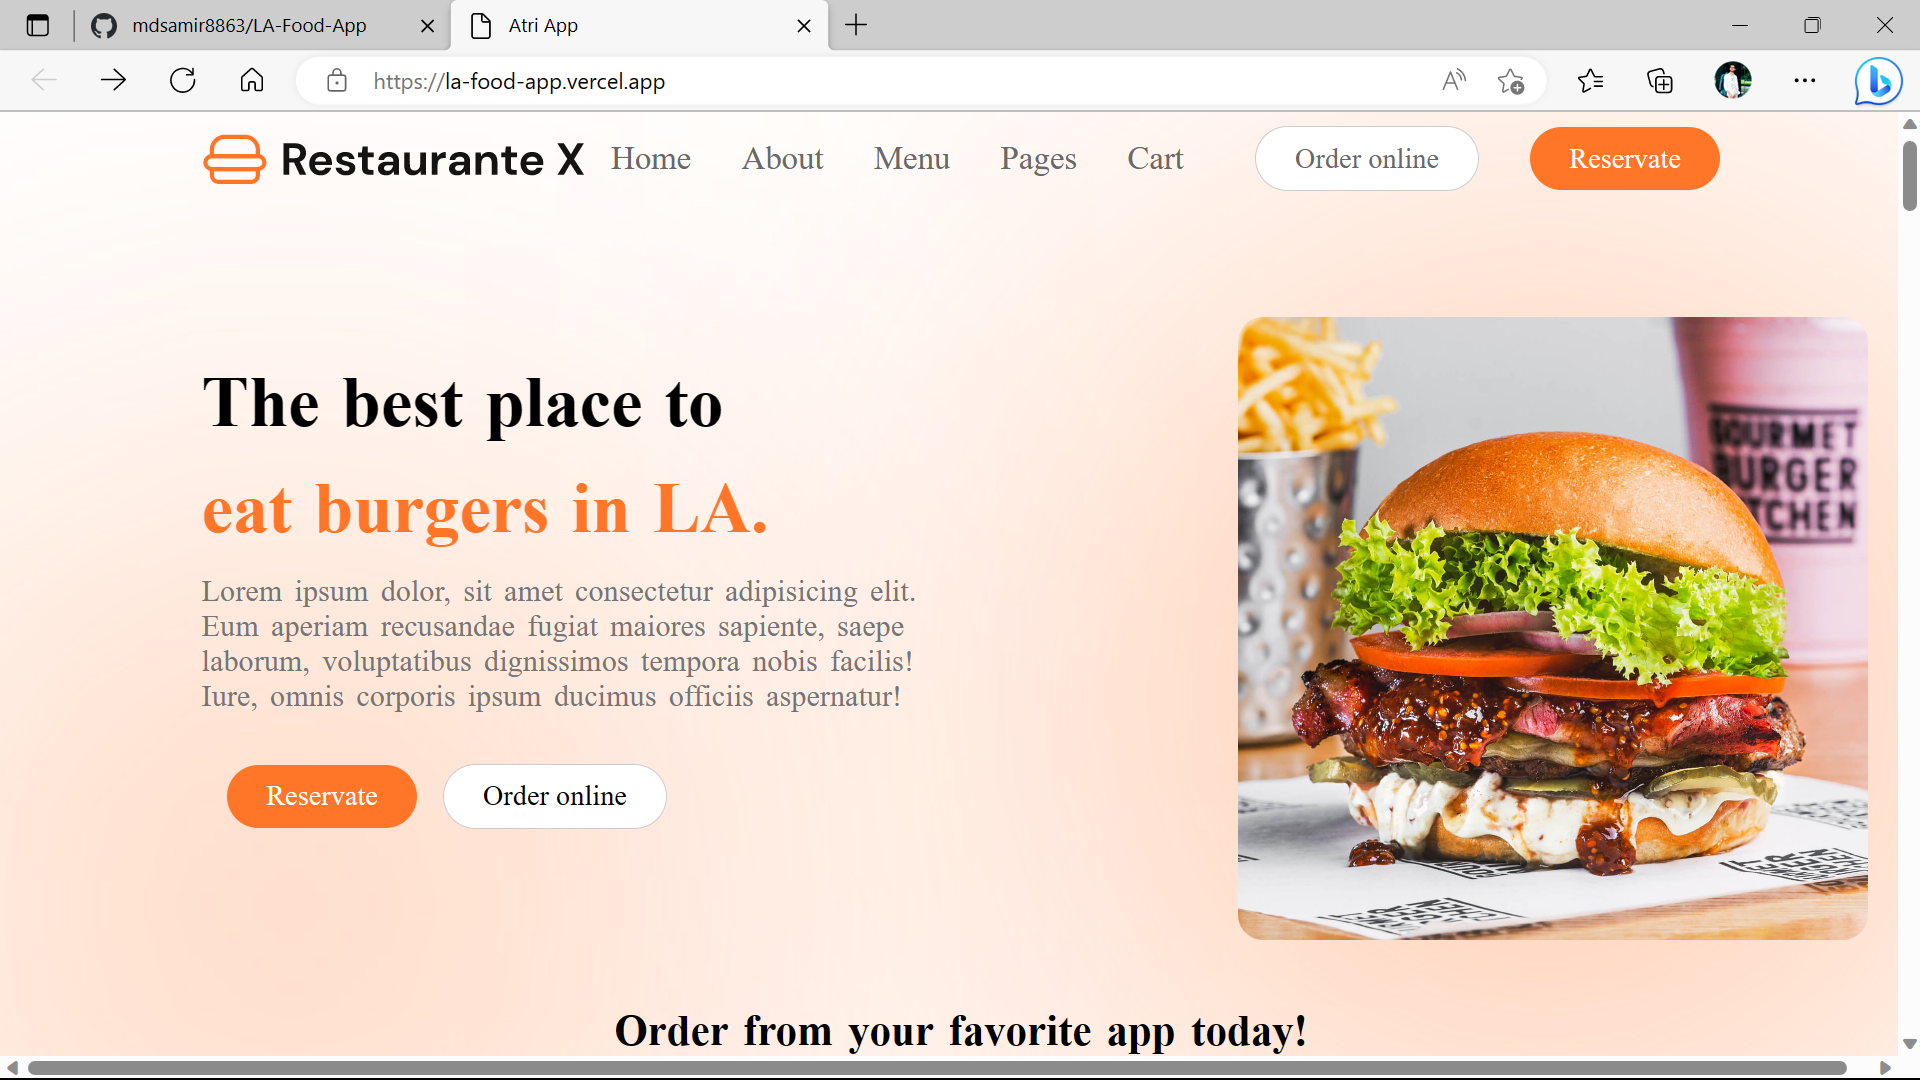 mdsamir8863/LA-Food-App
Atri App
https://la-food-app.vercel.app
Restaurante X Home About Menu Pages Cart Order online Reservate
The best place to
eat burgers in LA.
Lorem ipsum dolor, sit amet consectetur adipisicing elit.
Eum aperiam recusandae fugiat maiores sapiente, saepe
laborum, voluptatibus dignissimos tempora nobis facilis!
Iure, omnis corporis ipsum ducimus officiis aspernatur!
Reservate Order online
GOURMET
BURGER
KITCHEN
Order from your favorite app today!